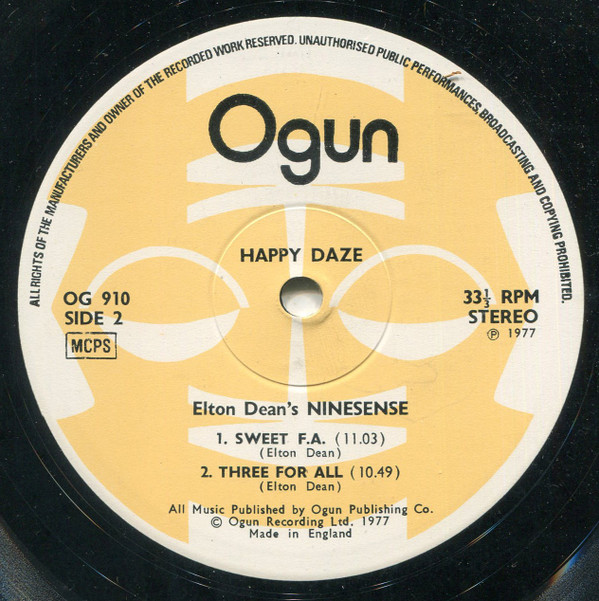 ALL RIGHTS OF THE MANUFACTURERS AND OWNER OF THE RECORDED WORK RESERVED. UNAUTHORISED PUBLIC PERFORMANCES, BROADCASTING AND COPYING PROHIBITED.
Ogun
HAPPY DAZE
OG 910
SIDE 2
MCPS
33⅓ RPM
STEREO
℗ 1977
Elton Dean's NINESENSE
1. SWEET F.A. (11.03)
(Elton Dean)
2. THREE FOR ALL (10.49)
(Elton Dean)
All Music Published by Ogun Publishing Co.
© Ogun Recording Ltd. 1977
Made in England